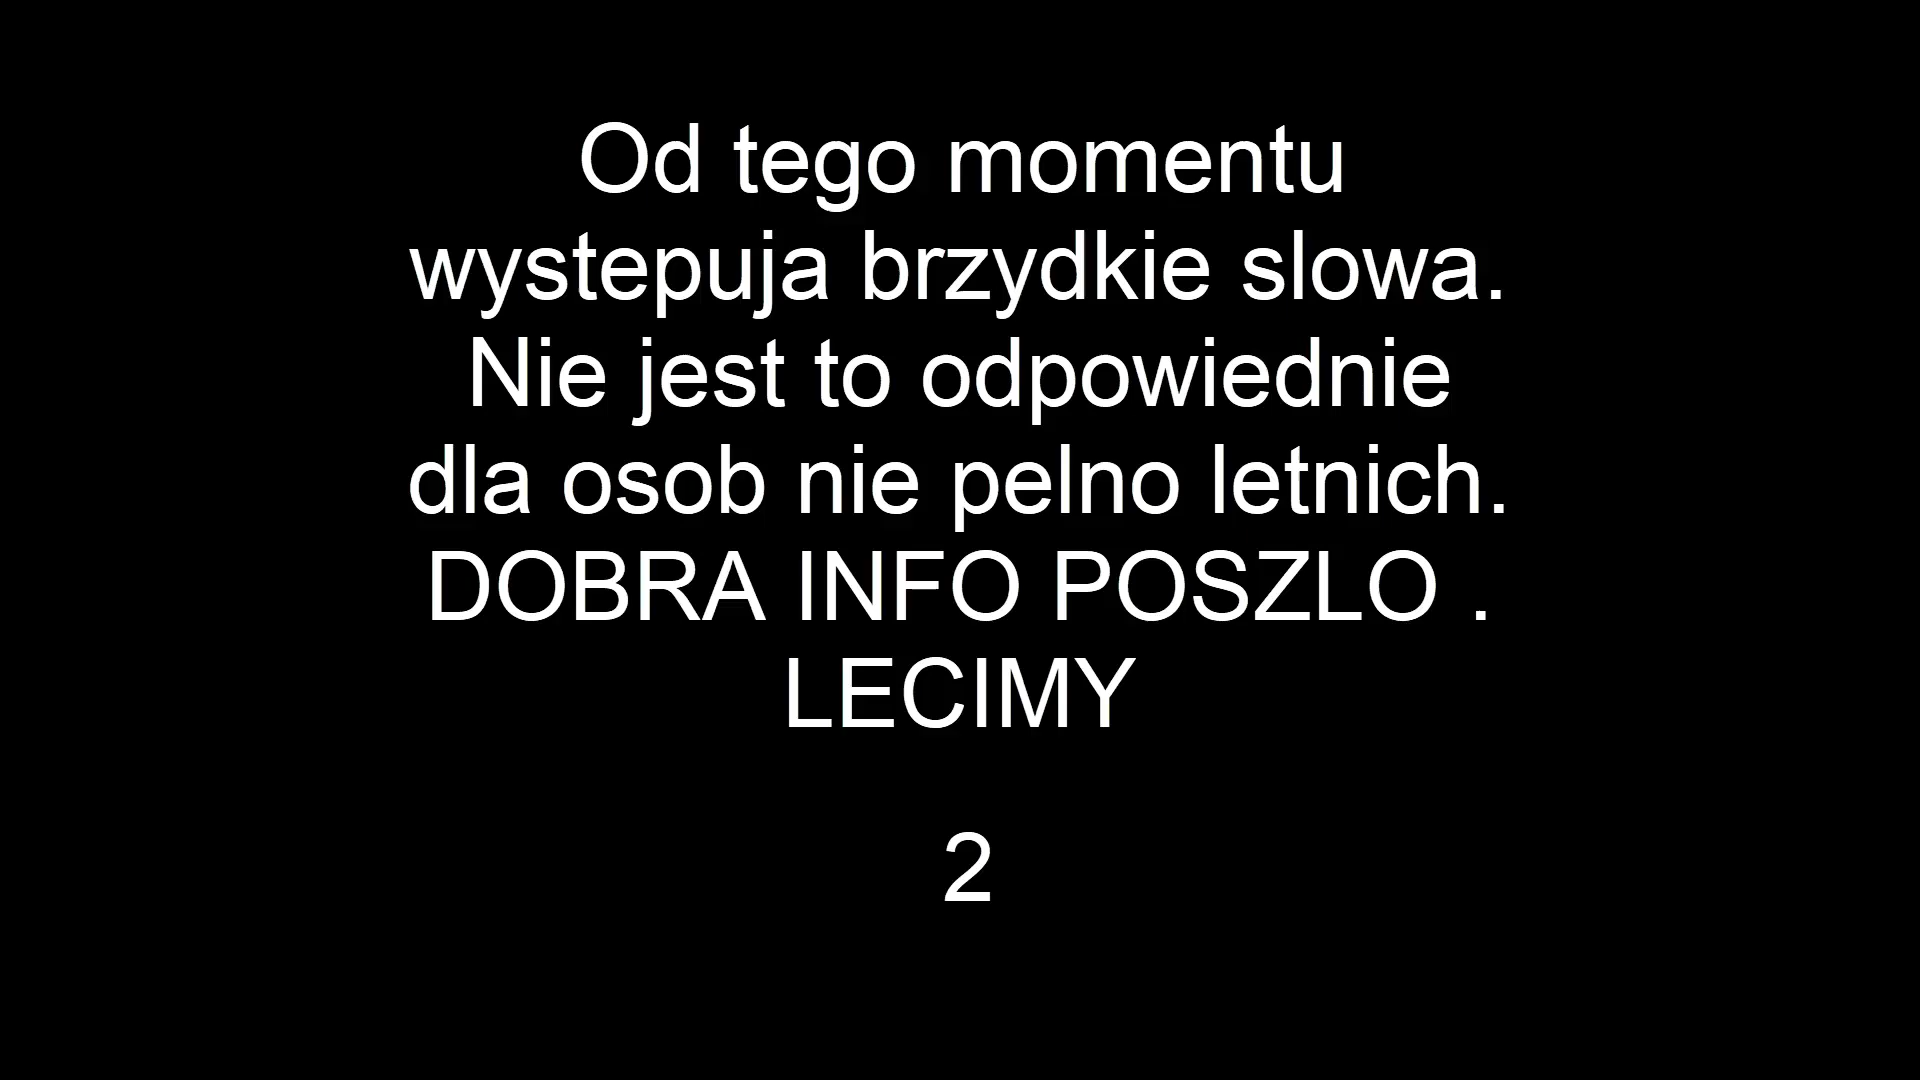 Od tego momentu
wystepuja brzydkie slowa.
Nie jest to odpowiednie
dla osob nie pelno letnich.
DOBRA INFO POSZLO .
LECIMY
2